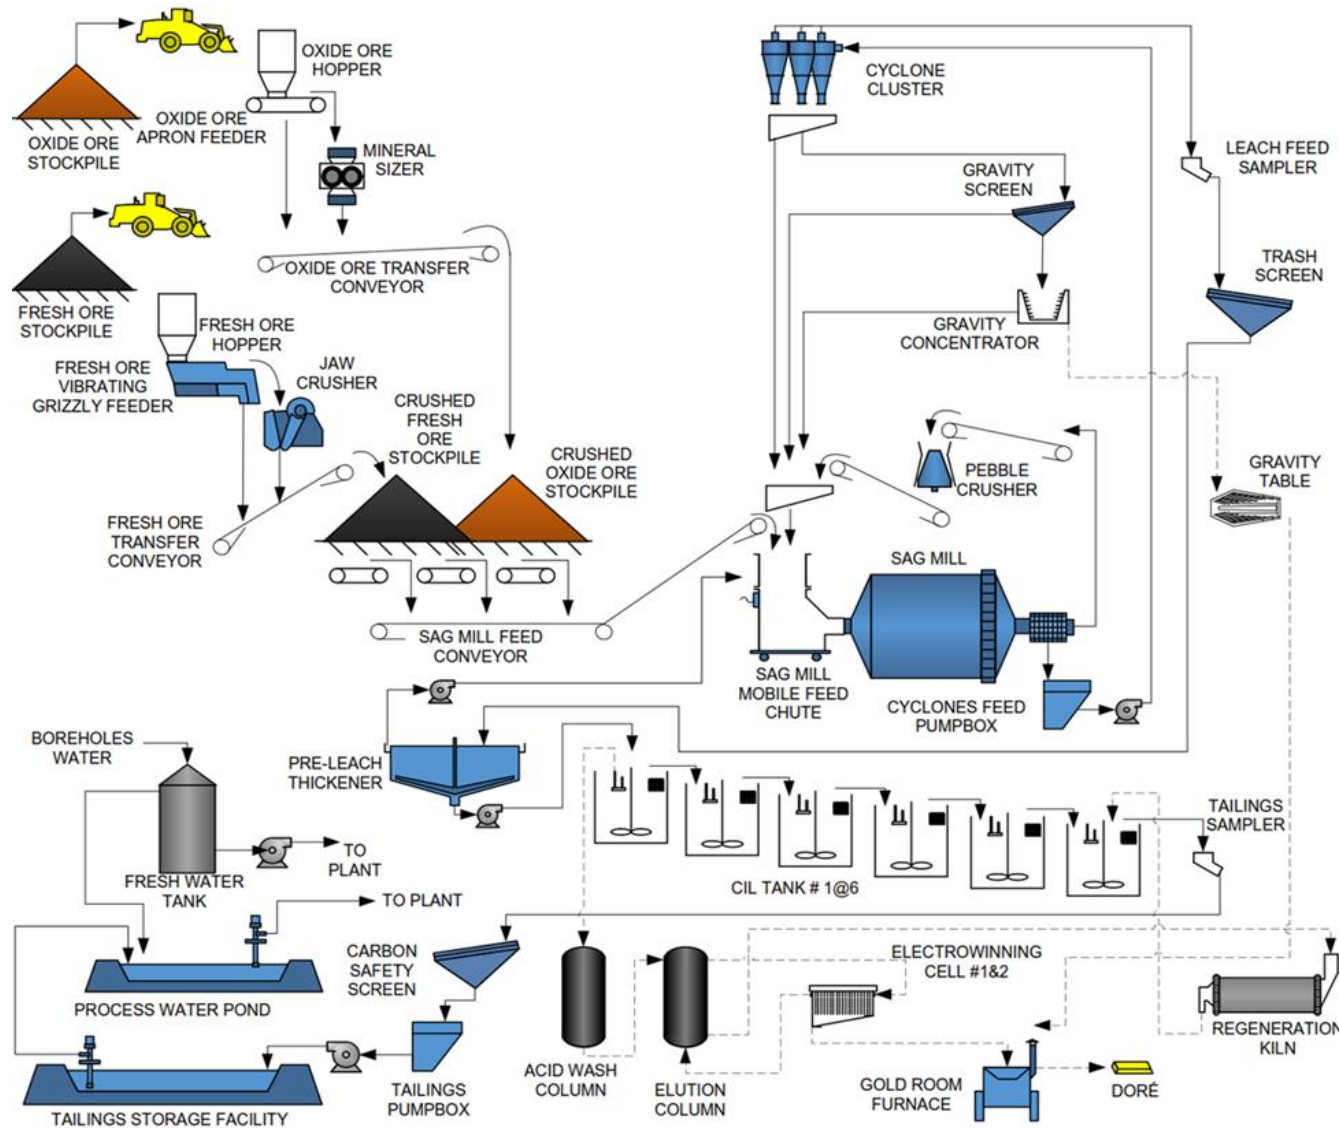 OXIDE ORE
HOPPER
OXIDE ORE
APRON FEEDER
OXIDE ORE
STOCKPILE
MINERAL
SIZER
OXIDE ORE TRANSFER
CONVEYOR
FRESH ORE
STOCKPILE
FRESH ORE
HOPPER
FRESH ORE
VIBRATING
GRIZZLY FEEDER
JAW
CRUSHER
CRUSHED
FRESH
ORE
STOCKPILE
CRUSHED
OXIDE ORE
STOCKPILE
FRESH ORE
TRANSFER
CONVEYOR
SAG MILL FEED
CONVEYOR
CYCLONE
CLUSTER
LEACH FEED
SAMPLER
GRAVITY
SCREEN
TRASH
SCREEN
GRAVITY
CONCENTRATOR
PEBBLE
CRUSHER
GRAVITY
TABLE
SAG MILL
SAG MILL
MOBILE FEED
CHUTE
CYCLONES FEED
PUMPBOX
BOREHOLES
WATER
PRE-LEACH
THICKENER
TAILINGS
SAMPLER
TO
PLANT
FRESH WATER
TANK
CIL TANK # 1@6
TO PLANT
CARBON
SAFETY
SCREEN
ELECTROWINNING
CELL #1&2
PROCESS WATER POND
REGENERATION
KILN
ACID WASH
COLUMN
ELUTION
COLUMN
GOLD ROOM
FURNACE
DORÉ
TAILINGS
PUMPBOX
TAILINGS STORAGE FACILITY